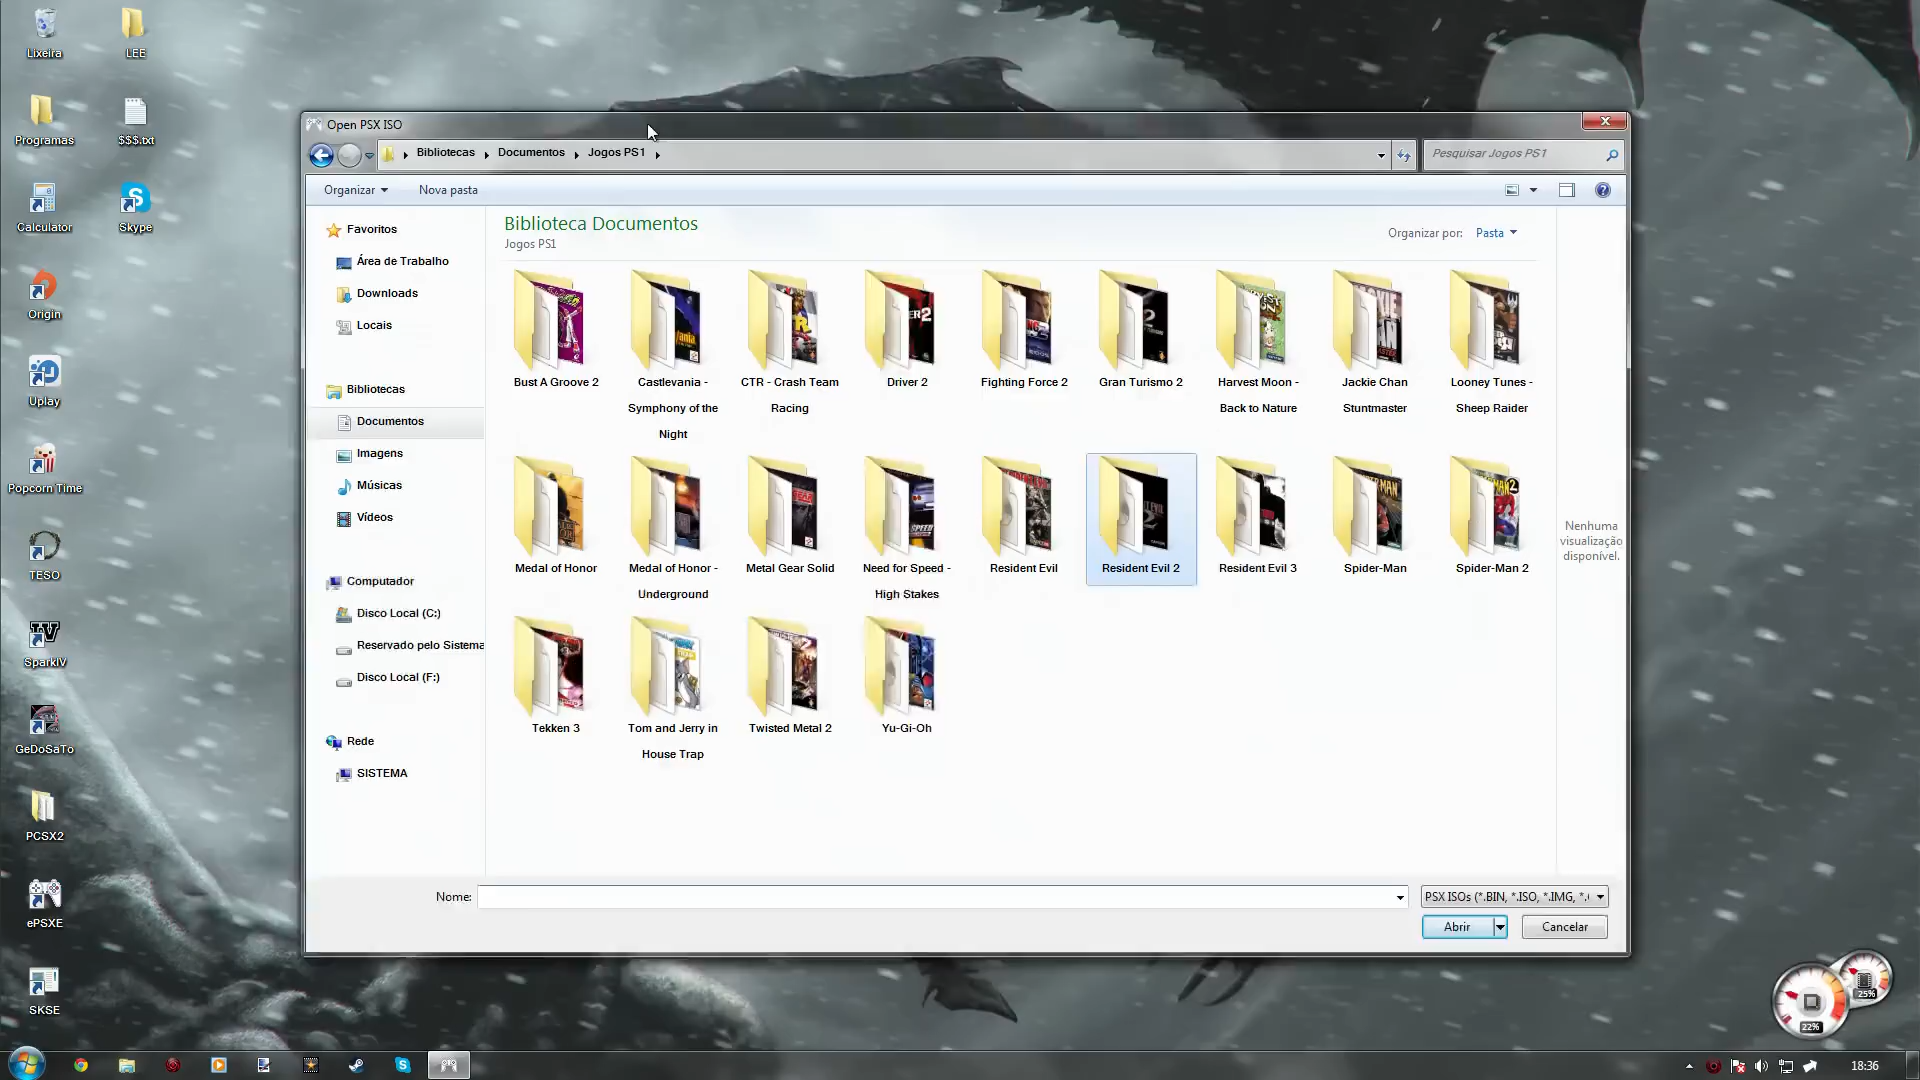 Lixeira
LEE
Programas
$$$.txt
Calculator
Skype
Origin
Uplay
Popcorn Time
TESO
SparkIV
GeDoSaTo
PCSX2
ePSXE
SKSE
Open PSX ISO
Bibliotecas
Documentos
Jogos PS1
Pesquisar Jogos PS1
Organizar
Nova pasta
Favoritos
Área de Trabalho
Downloads
Locais
Bibliotecas
Documentos
Imagens
Músicas
Vídeos
Computador
Disco Local (C:)
Reservado pelo Sistema
Disco Local (F:)
Rede
SISTEMA
Biblioteca Documentos
Jogos PS1
Organizar por: Pasta
Bust A Groove 2
Castlevania -
Symphony of the
Night
CTR - Crash Team
Racing
Driver 2
Fighting Force 2
Gran Turismo 2
Harvest Moon -
Back to Nature
Jackie Chan
Stuntmaster
Looney Tunes -
Sheep Raider
Medal of Honor
Medal of Honor -
Underground
Metal Gear Solid
Need for Speed -
High Stakes
Resident Evil
Resident Evil 2
Resident Evil 3
Spider-Man
Spider-Man 2
Tekken 3
Tom and Jerry in
House Trap
Twisted Metal 2
Yu-Gi-Oh
Nenhuma
visualização
disponível.
Nome:
PSX ISOs (*.BIN, *.ISO, *.IMG, *.
Abrir
Cancelar
25%
22%
18:36